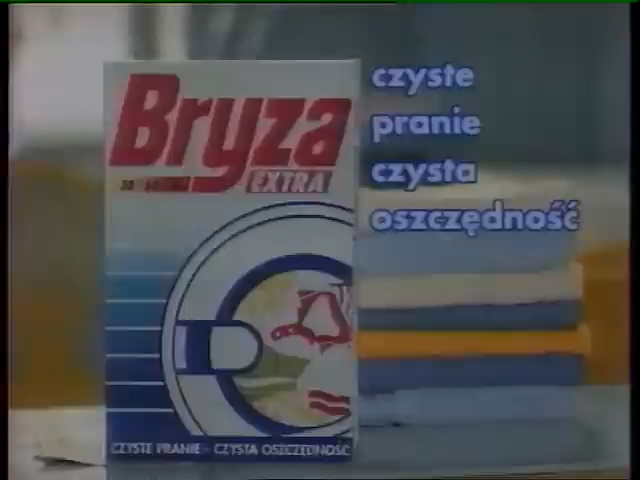 Bryza
EXTRA
czyste
pranie
czysta
oszczędność
CZYSTE PRANIE - CZYSTA OSZCZĘDNOŚĆ